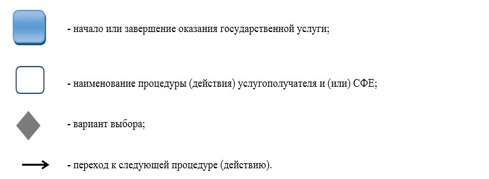 - начало или завершение оказания государственной услуги;
- наименование процедуры (действия) услугополучателя и (или) СФЕ;
- вариант выбора;
- переход к следующей процедуре (действию).